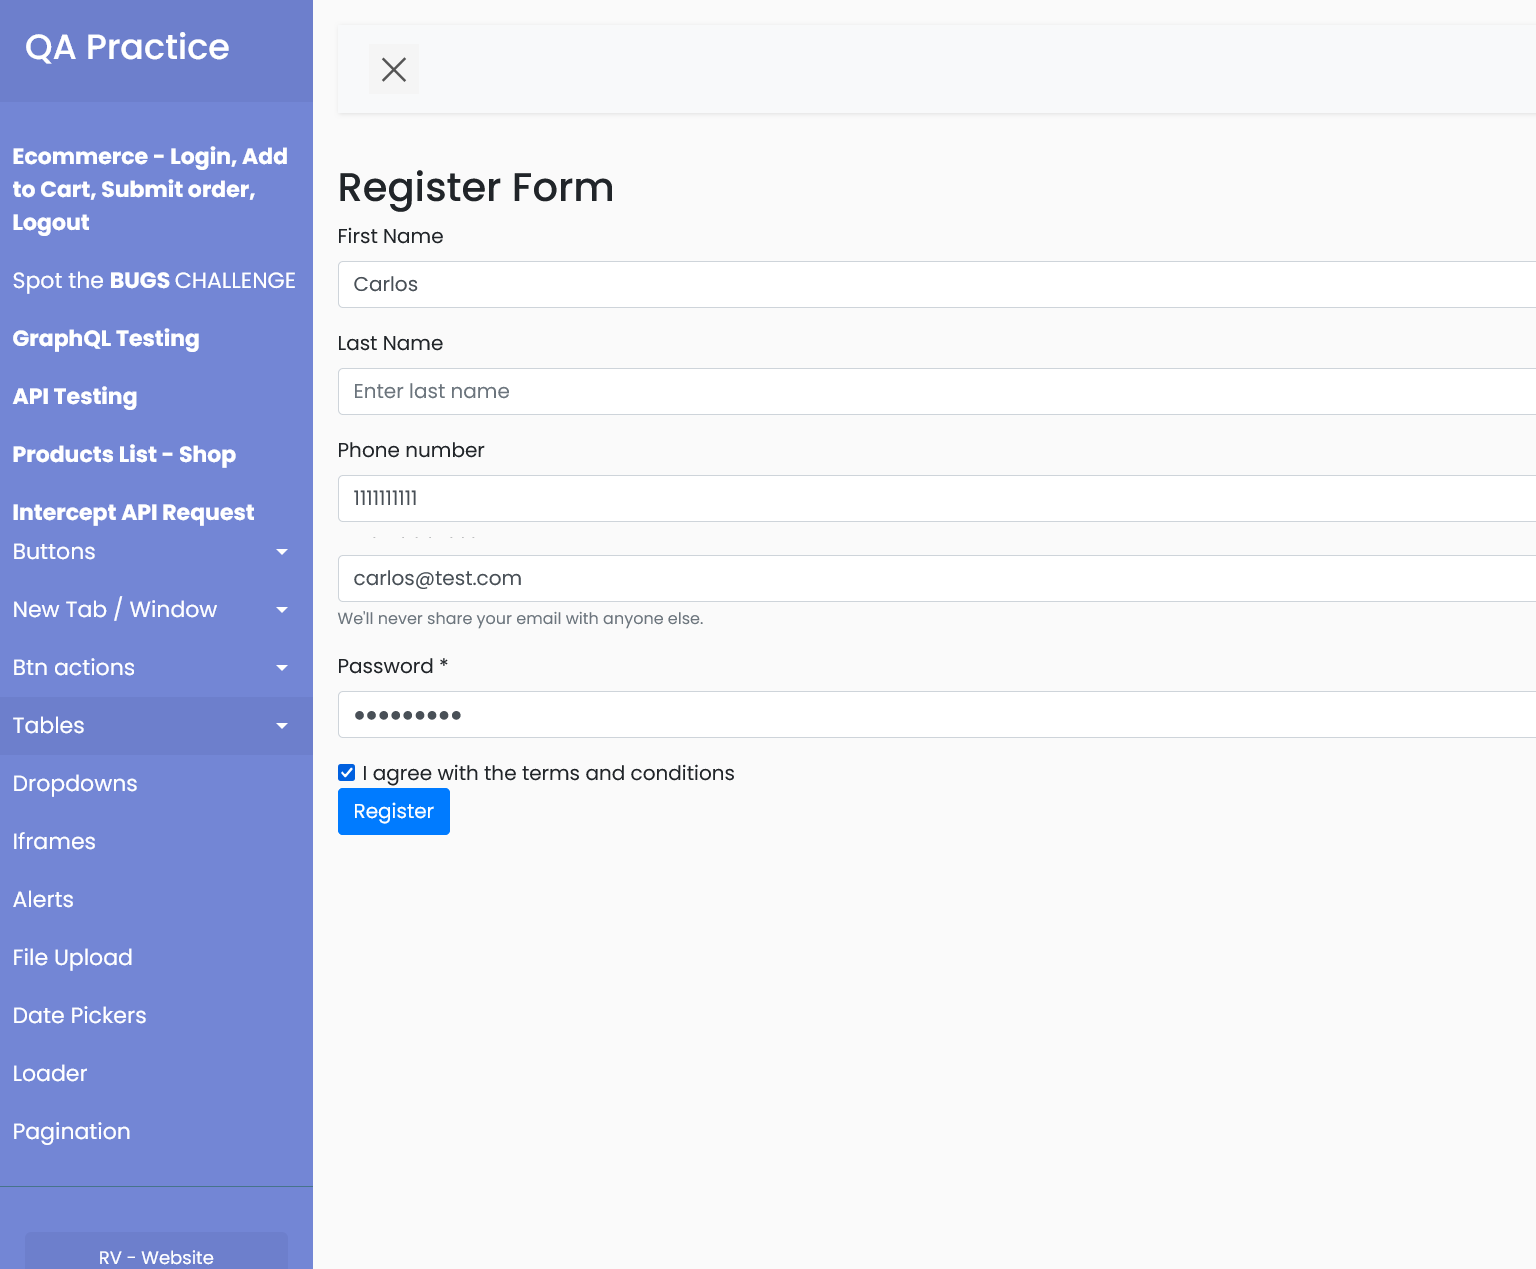 QA Practice
Ecommerce - Login, Add
to Cart, Submit order,
Logout
Spot the BUGS CHALLENGE
GraphQL Testing
API Testing
Products List - Shop
Intercept API Request
Buttons
New Tab / Window
Btn actions
Tables
Dropdowns
Iframes
Alerts
File Upload
Date Pickers
Loader
Pagination
RV - Website
Register Form
First Name
Carlos
Last Name
Enter last name
Phone number
1111111111
carlos@test.com
We'll never share your email with anyone else.
Password *
●●●●●●●●●
I agree with the terms and conditions
Register